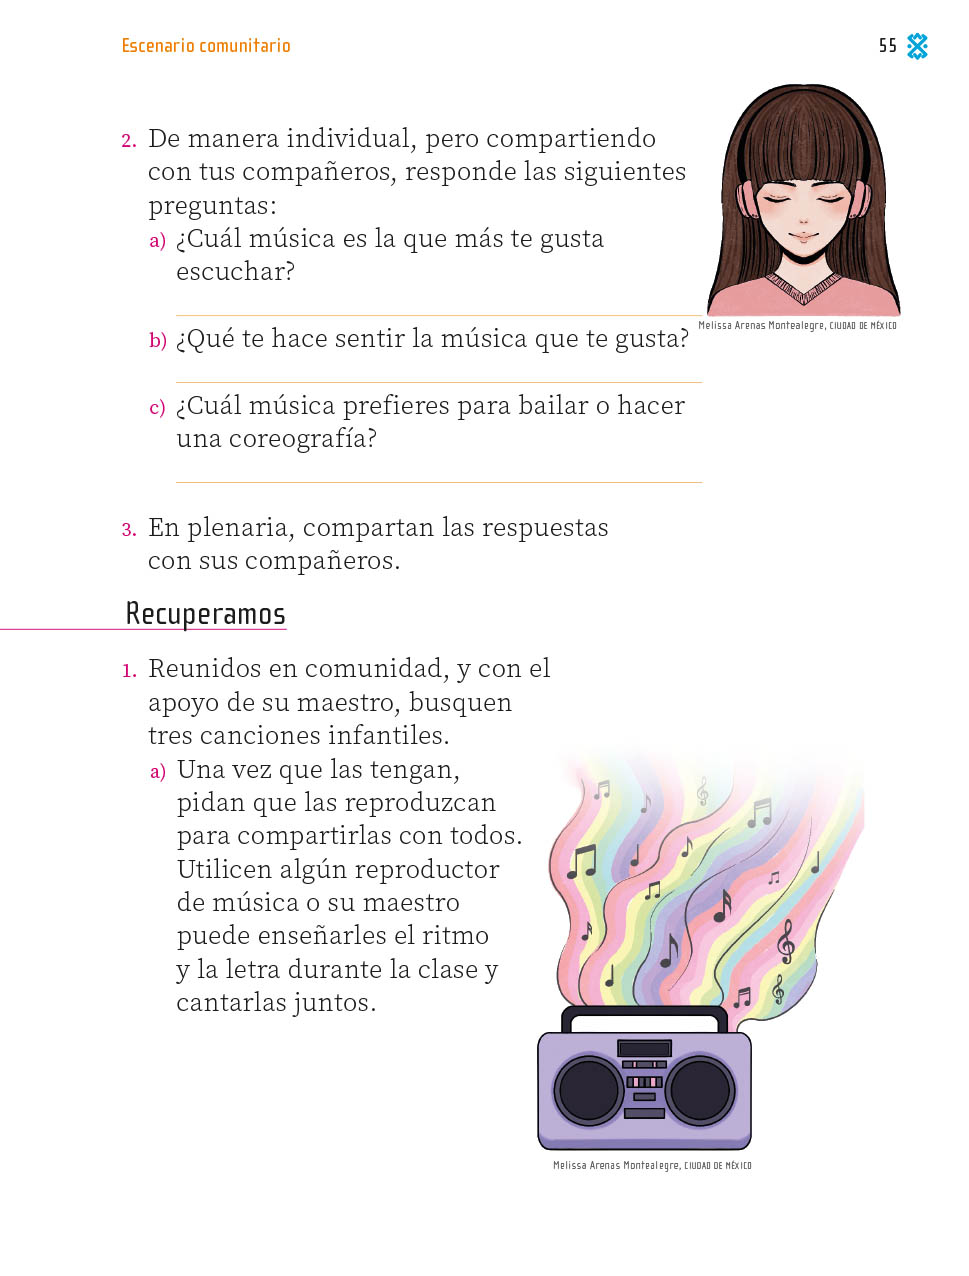 Escenario comunitario
55
2. De manera individual, pero compartiendo
con tus compañeros, responde las siguientes
preguntas:
a) ¿Cuál música es la que más te gusta
escuchar?
Melissa Arenas Montealegre, CIUDAD DE MÉXICO
b) ¿Qué te hace sentir la música que te gusta?
c) ¿Cuál música prefieres para bailar o hacer
una coreografía?
3. En plenaria, compartan las respuestas
con sus compañeros.
Recuperamos
1. Reunidos en comunidad, y con el
apoyo de su maestro, busquen
tres canciones infantiles.
a) Una vez que las tengan,
pidan que las reproduzcan
para compartirlas con todos.
Utilicen algún reproductor
de música o su maestro
puede enseñarles el ritmo
y la letra durante la clase y
cantarlas juntos.
Melissa Arenas Montealegre, CIUDAD DE MÉXICO